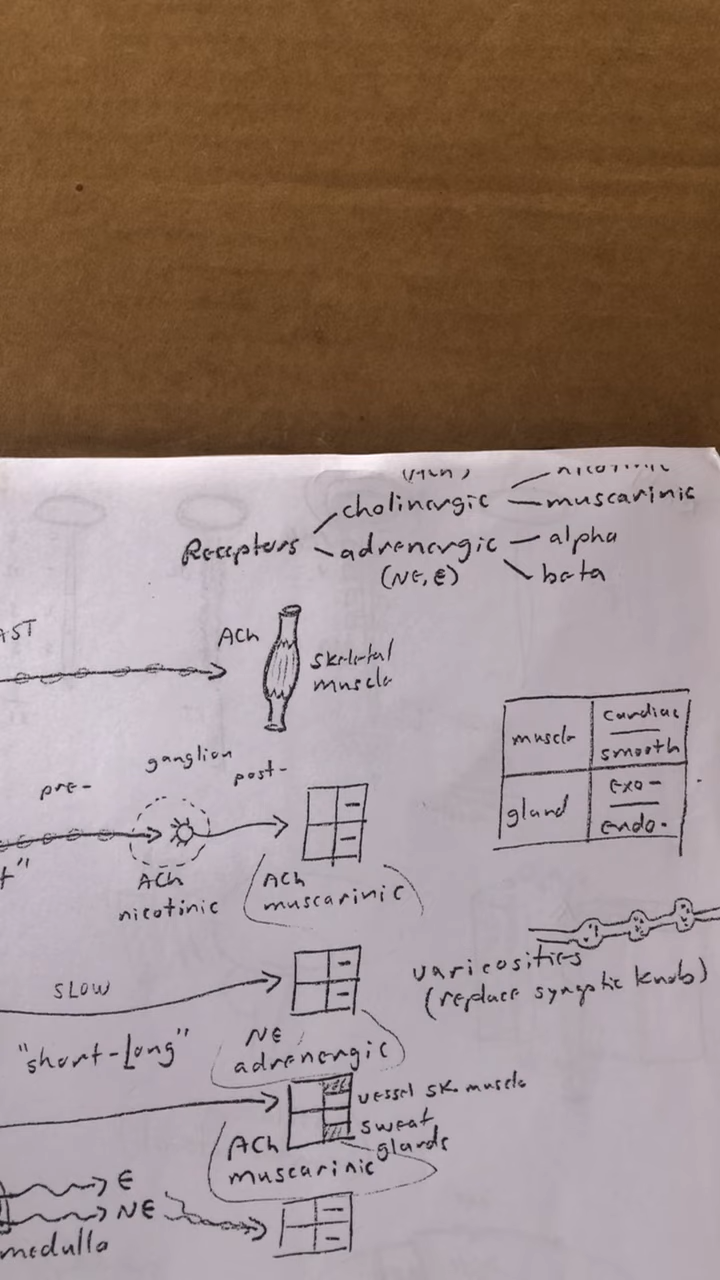 (ACh)
cholinergic muscarinic
Receptors adrenergic alpha
(NE, E) beta
ACh
skeletal
muscle
muscle cardiac
smooth
gland exo-
endo-
pre- ganglion post-
ACh
nicotinic
ACh
muscarinic
varicosities
(replace synaptic knob)
SLOW
"short-Long"
NE
adrenergic
vessel sk. muscle
sweat
glands
ACh
muscarinic
E
NE
medulla